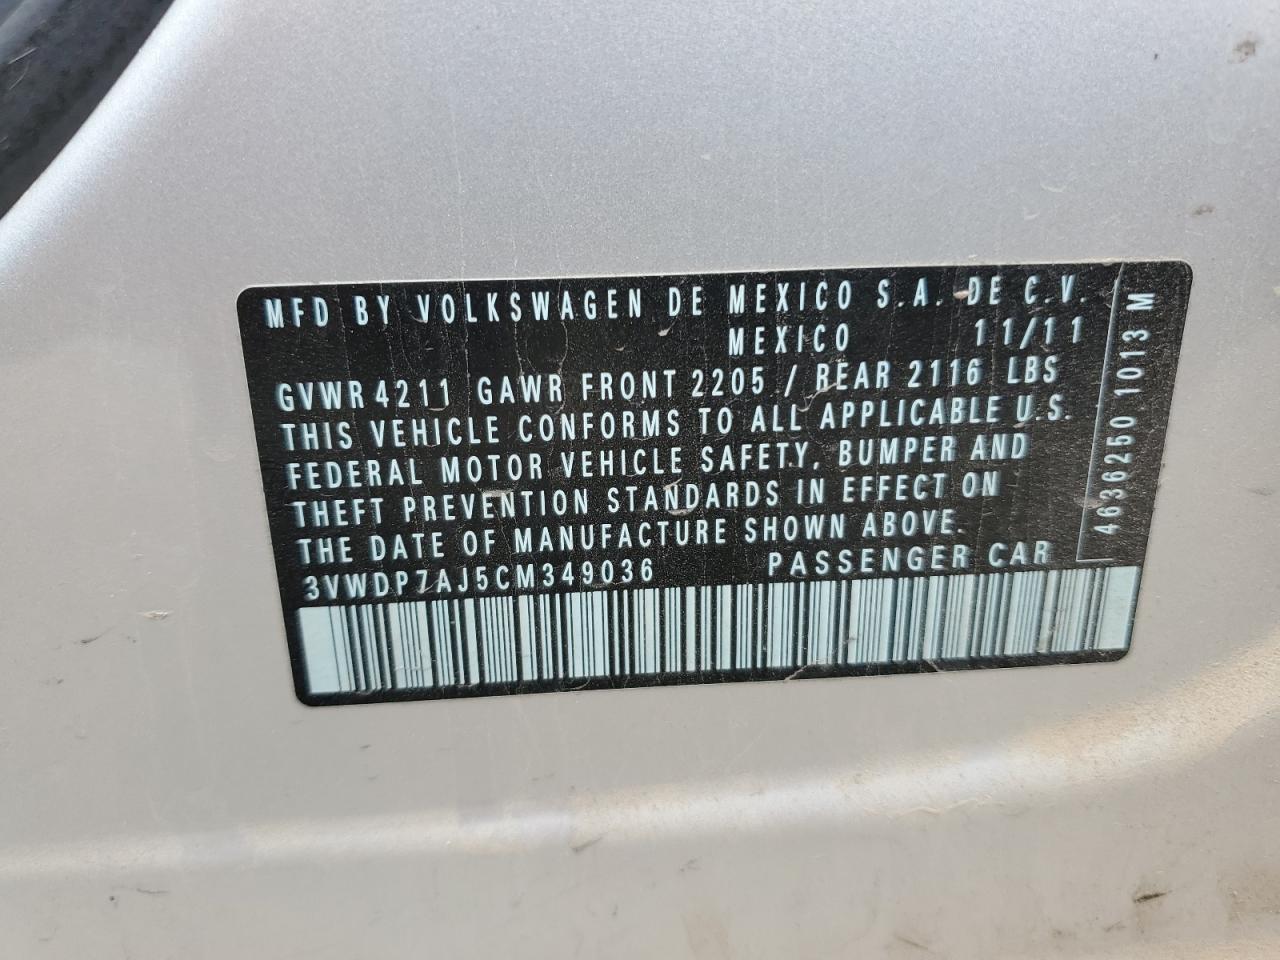 MFD BY VOLKSWAGEN DE MEXICO S.A. DE C.V.
MEXICO 11/11
GVWR 4211 GAWR FRONT 2205 / REAR 2116 LBS
THIS VEHICLE CONFORMS TO ALL APPLICABLE U.S.
FEDERAL MOTOR VEHICLE SAFETY, BUMPER AND
THEFT PREVENTION STANDARDS IN EFFECT ON
THE DATE OF MANUFACTURE SHOWN ABOVE.
3VWDP7AJ5CM349036 PASSENGER CAR
4636250 1013 M